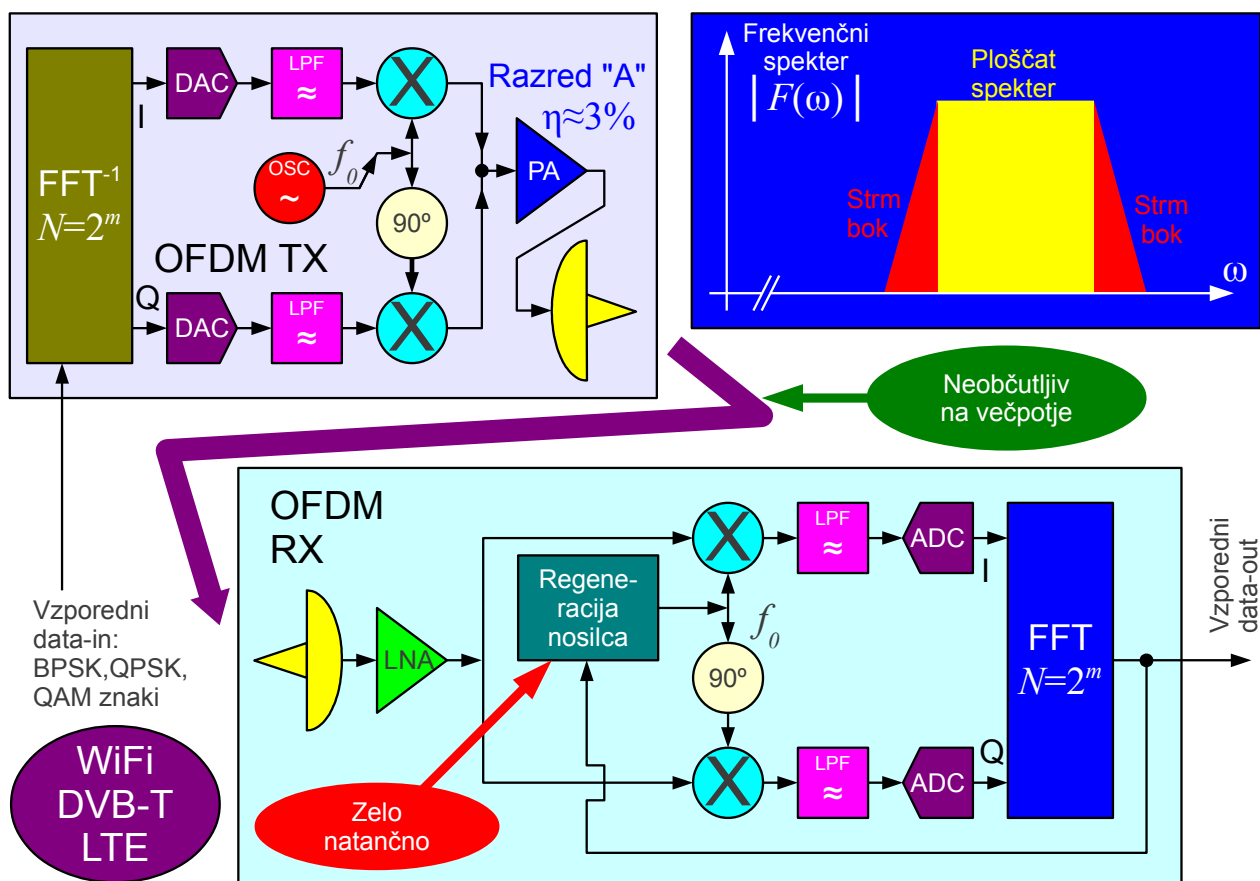 DAC
LPF
≈
X
Razred "A"
η≈3%
I
OSC
~
f₀
PA
FFT⁻¹
N=2ᵐ
90º
OFDM TX
Q
DAC
LPF
≈
X
Frekvenčni
spekter
|F(ω)|
Ploščat
spekter
Strm
bok
Strm
bok
ω
Neobčutljiv
na večpotje
Vzporedni
data-in:
BPSK,QPSK,
QAM znaki
WiFi
DVB-T
LTE
OFDM
RX
X
LPF
≈
ADC
I
Regene-
racija
nosilca
f₀
LNA
90º
FFT
N=2ᵐ
Q
X
LPF
≈
ADC
Zelo
natančno
Vzporedni
data-out